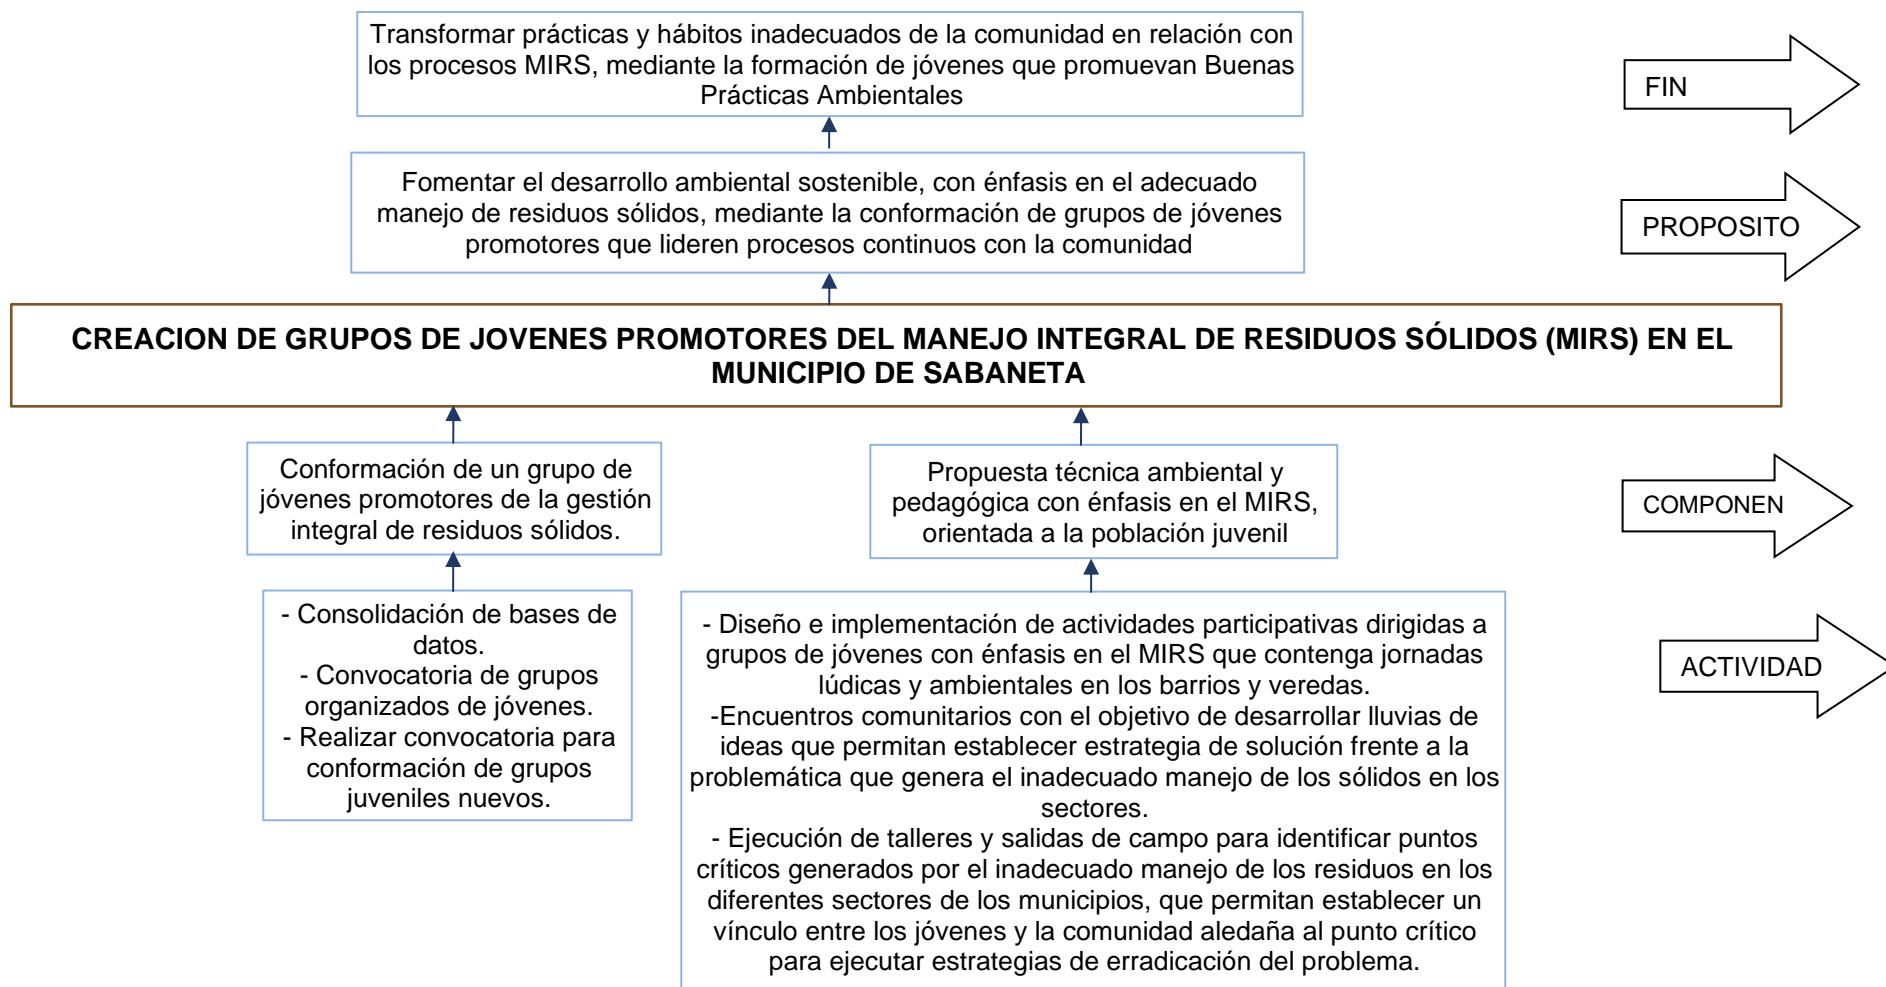 Transformar prácticas y hábitos inadecuados de la comunidad en relación con
los procesos MIRS, mediante la formación de jóvenes que promuevan Buenas
Prácticas Ambientales
FIN
Fomentar el desarrollo ambiental sostenible, con énfasis en el adecuado
manejo de residuos sólidos, mediante la conformación de grupos de jóvenes
promotores que lideren procesos continuos con la comunidad
PROPOSITO
CREACION DE GRUPOS DE JOVENES PROMOTORES DEL MANEJO INTEGRAL DE RESIDUOS SÓLIDOS (MIRS) EN EL
MUNICIPIO DE SABANETA
Conformación de un grupo de
jóvenes promotores de la gestión
integral de residuos sólidos.
Propuesta técnica ambiental y
pedagógica con énfasis en el MIRS,
orientada a la población juvenil
COMPONEN
- Consolidación de bases de
datos.
- Convocatoria de grupos
organizados de jóvenes.
- Realizar convocatoria para
conformación de grupos
juveniles nuevos.
- Diseño e implementación de actividades participativas dirigidas a
grupos de jóvenes con énfasis en el MIRS que contenga jornadas
lúdicas y ambientales en los barrios y veredas.
-Encuentros comunitarios con el objetivo de desarrollar lluvias de
ideas que permitan establecer estrategia de solución frente a la
problemática que genera el inadecuado manejo de los sólidos en los
sectores.
- Ejecución de talleres y salidas de campo para identificar puntos
críticos generados por el inadecuado manejo de los residuos en los
diferentes sectores de los municipios, que permitan establecer un
vínculo entre los jóvenes y la comunidad aledaña al punto crítico
para ejecutar estrategias de erradicación del problema.
ACTIVIDAD